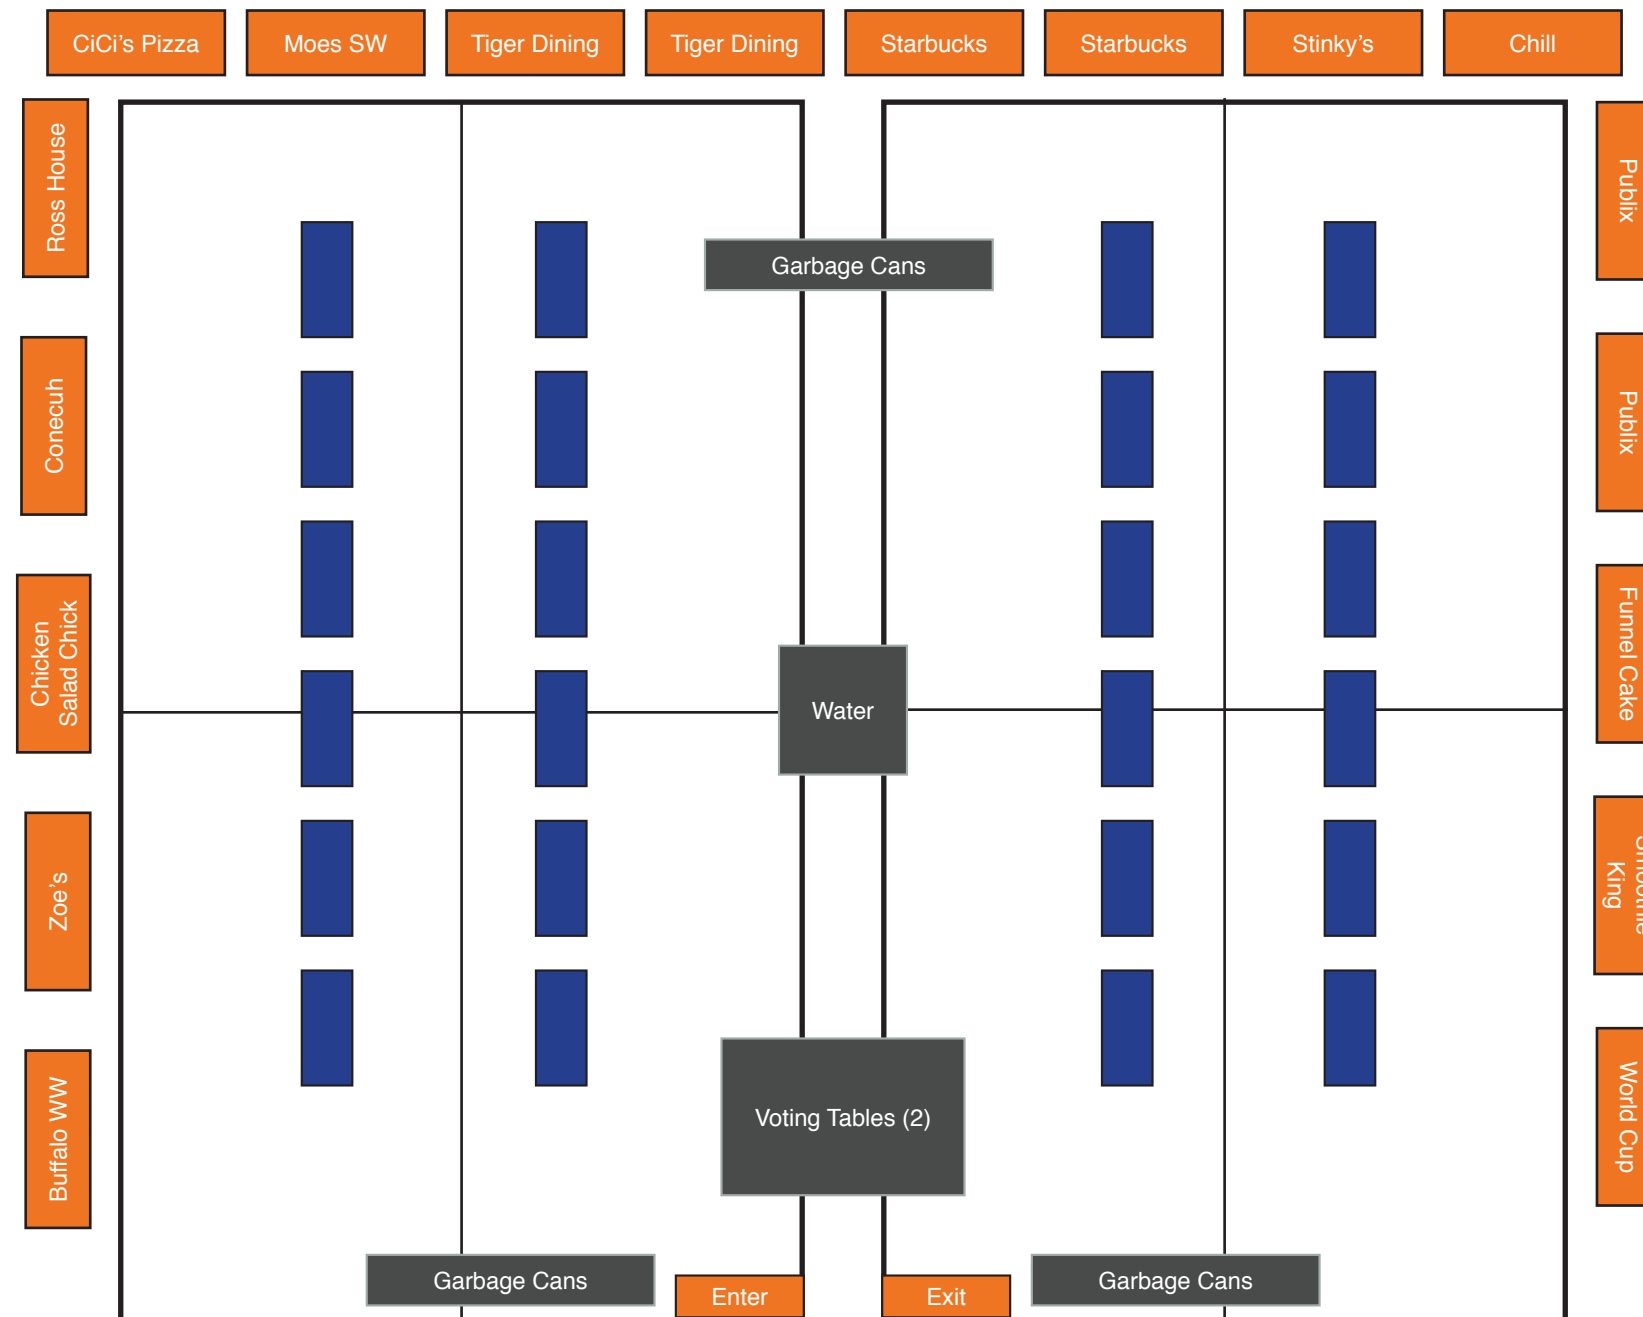 CiCi’s Pizza
Moes SW
Tiger Dining
Tiger Dining
Starbucks
Starbucks
Stinky’s
Chill
Ross House
Publix
Garbage Cans
Conecuh
Publix
Chicken
Salad Chick
Funnel Cake
Water
Zoe’s
Smoothie
King
Buffalo WW
World Cup
Voting Tables (2)
Garbage Cans
Enter
Exit
Garbage Cans